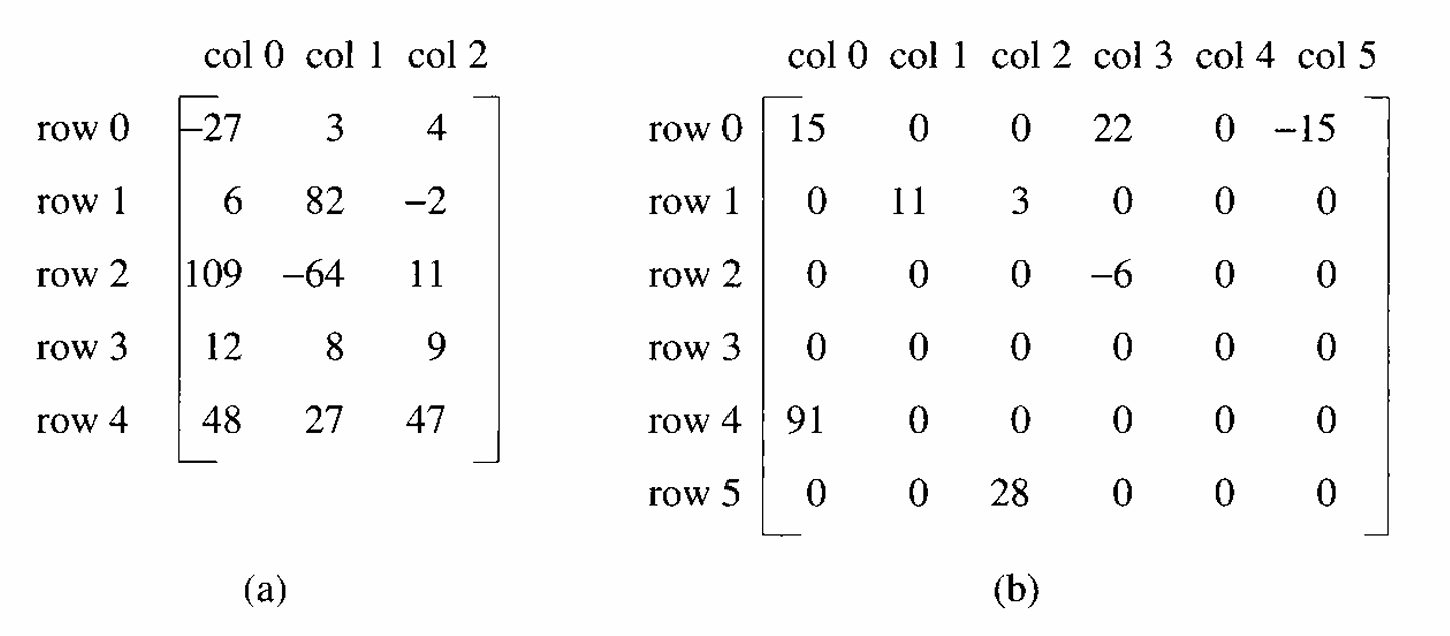 col 0 col 1 col 2
row 0 −27 3 4
row 1 6 82 −2
row 2 109 −64 11
row 3 12 8 9
row 4 48 27 47
(a)
col 0 col 1 col 2 col 3 col 4 col 5
row 0 15 0 0 22 0 −15
row 1 0 11 3 0 0 0
row 2 0 0 0 −6 0 0
row 3 0 0 0 0 0 0
row 4 91 0 0 0 0 0
row 5 0 0 28 0 0 0
(b)